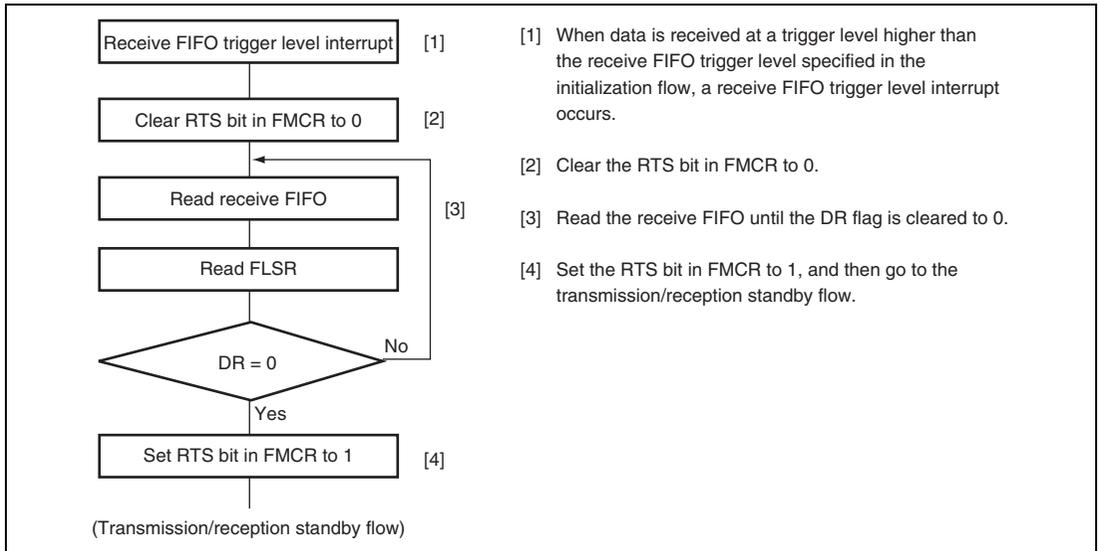 Receive FIFO trigger level interrupt
[1]
Clear RTS bit in FMCR to 0
[2]
Read receive FIFO
[3]
Read FLSR
DR = 0
No
Yes
Set RTS bit in FMCR to 1
[4]
(Transmission/reception standby flow)
[1] When data is received at a trigger level higher than
the receive FIFO trigger level specified in the
initialization flow, a receive FIFO trigger level interrupt
occurs.
[2] Clear the RTS bit in FMCR to 0.
[3] Read the receive FIFO until the DR flag is cleared to 0.
[4] Set the RTS bit in FMCR to 1, and then go to the
transmission/reception standby flow.